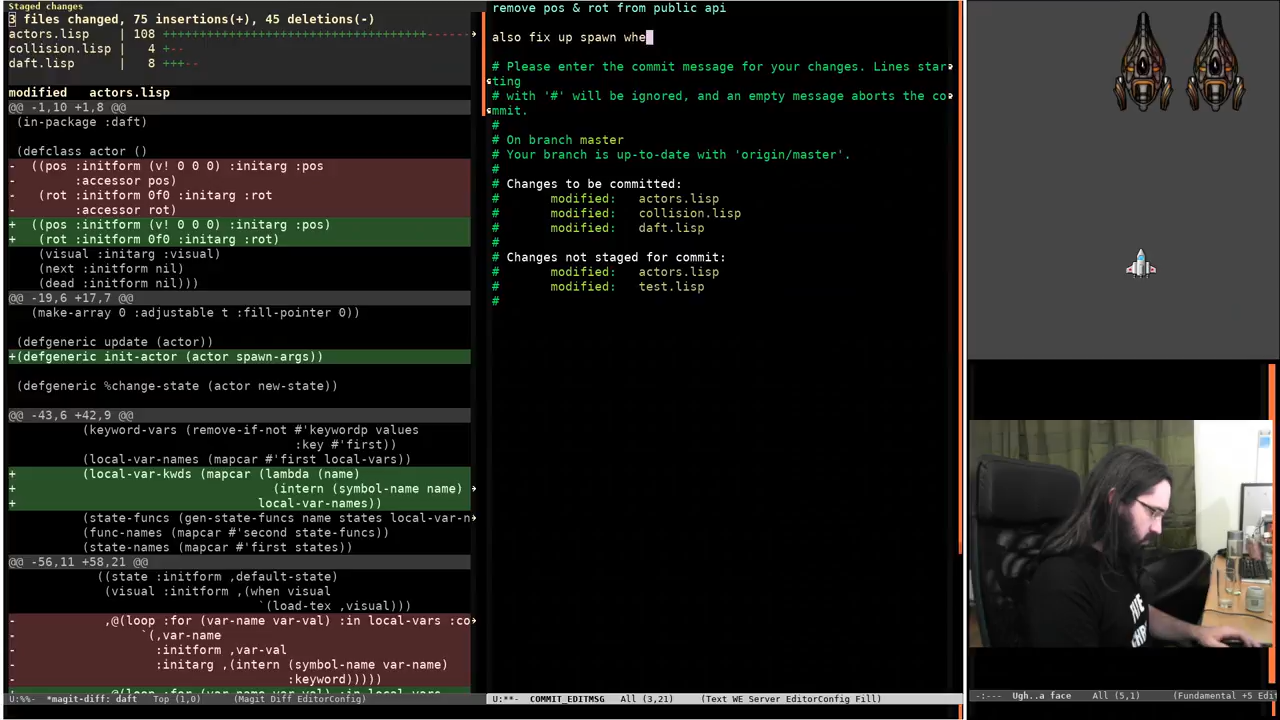 Staged changes
3 files changed, 75 insertions(+), 45 deletions(-)
actors.lisp    | 108 ++++++++++++++++++++++++++++++++++++-------
collision.lisp |   4 +--
daft.lisp      |   8 +++--
modified   actors.lisp
@@ -1,10 +1,8 @@
(in-package :daft)
(defclass actor ()
-  ((pos :initform (v! 0 0 0) :initarg :pos
-        :accessor pos)
-   (rot :initform 0f0 :initarg :rot
-        :accessor rot)
+  ((pos :initform (v! 0 0 0) :initarg :pos)
+   (rot :initform 0f0 :initarg :rot)
(visual :initarg :visual)
(next :initform nil)
(dead :initform nil)))
@@ -19,6 +17,7 @@
(make-array 0 :adjustable t :fill-pointer 0))
(defgeneric update (actor))
+(defgeneric init-actor (actor spawn-args))
(defgeneric %change-state (actor new-state))
@@ -43,6 +42,9 @@
(keyword-vars (remove-if-not #'keywordp values
:key #'first))
(local-var-names (mapcar #'first local-vars))
+         (local-var-kwds (mapcar (lambda (name)
+                                   (intern (symbol-name name)
+                                 local-var-names))
(state-funcs (gen-state-funcs name states local-var-n
(func-names (mapcar #'second state-funcs))
(state-names (mapcar #'first states))
@@ -56,11 +58,21 @@
((state :initform ,default-state)
(visual :initform ,(when visual
`(load-tex ,visual)))
-            ,@(loop :for (var-name var-val) :in local-vars :co
-                 `(,var-name
-                   :initform ,var-val
-                   :initarg ,(intern (symbol-name var-name)
-                                     :keyword)))))
+            ,@(loop :for (var-name var-val) :in local-vars
U:%%-  *magit-diff: daft   Top (1,0)     (Magit EditorConfig)
remove pos & rot from public api
also fix up spawn whe
# Please enter the commit message for your changes. Lines star
ting
# with '#' will be ignored, and an empty message aborts the co
mmit.
#
# On branch master
# Your branch is up-to-date with 'origin/master'.
#
# Changes to be committed:
#       modified:   actors.lisp
#       modified:   collision.lisp
#       modified:   daft.lisp
#
# Changes not staged for commit:
#       modified:   actors.lisp
#       modified:   test.lisp
#
U:**-  COMMIT_EDITMSG   All (3,21)     (Text WE Server EditorConfig Fill)
-:---  Ugh..a face    All (5,1)      (Fundamental +5 Edit